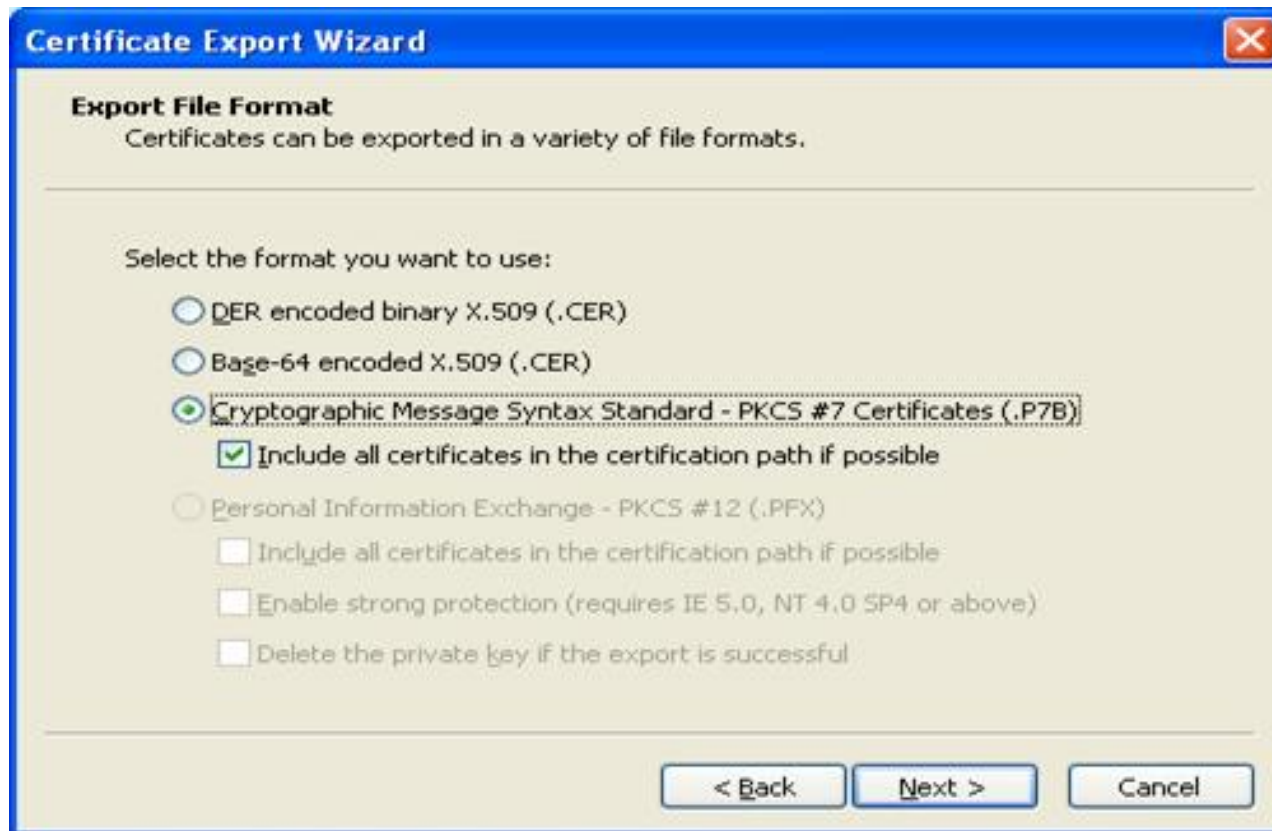 Certificate Export Wizard
Export File Format
Certificates can be exported in a variety of file formats.
Select the format you want to use:
DER encoded binary X.509 (.CER)
Base-64 encoded X.509 (.CER)
Cryptographic Message Syntax Standard - PKCS #7 Certificates (.P7B)
Include all certificates in the certification path if possible
Personal Information Exchange - PKCS #12 (.PFX)
Include all certificates in the certification path if possible
Enable strong protection (requires IE 5.0, NT 4.0 SP4 or above)
Delete the private key if the export is successful
< Back Next > Cancel